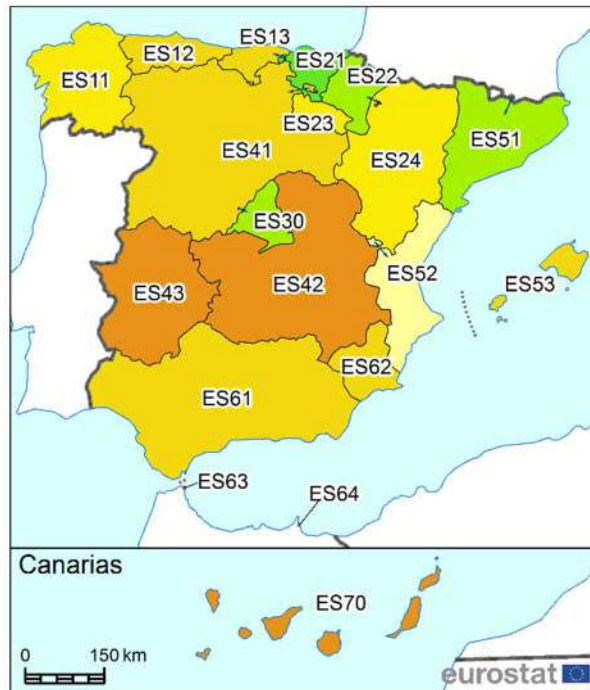 ES13
ES12
ES21
ES11
ES22
ES23
ES41
ES51
ES24
ES30
ES52
ES53
ES43
ES42
ES62
ES61
ES63
ES64
Canarias
ES70
0 150 km
eurostat